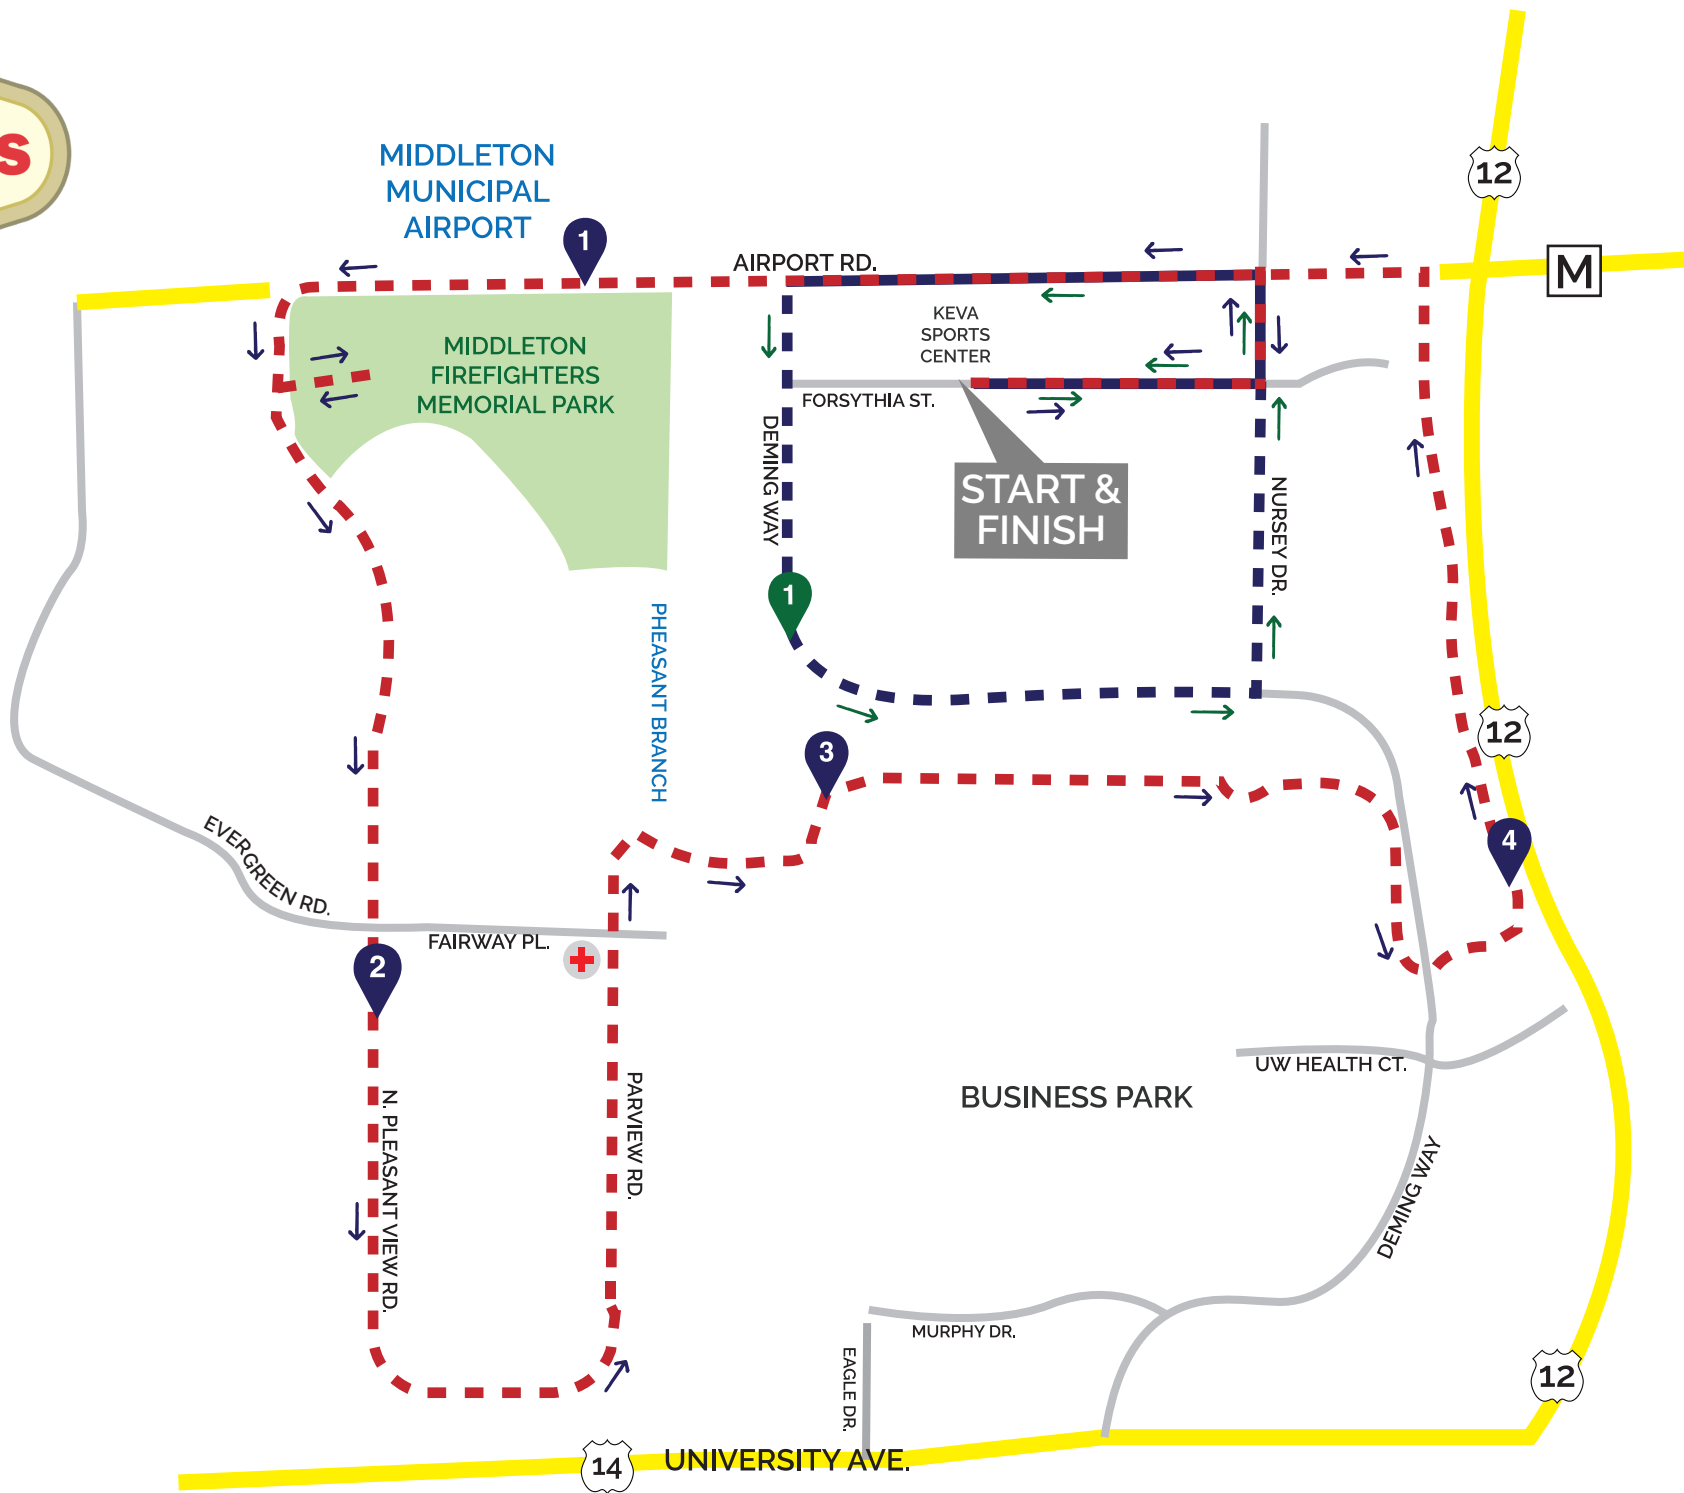 S
MIDDLETON
MUNICIPAL
AIRPORT
12
1
AIRPORT RD.
M
KEVA
SPORTS
CENTER
MIDDLETON
FIREFIGHTERS
MEMORIAL PARK
FORSYTHIA ST.
DEMING WAY
START &
FINISH
NURSEY DR.
1
PHEASANT BRANCH
12
3
4
EVERGREEN RD.
FAIRWAY PL.
2
UW HEALTH CT.
PARVIEW RD.
N. PLEASANT VIEW RD.
BUSINESS PARK
DEMING WAY
MURPHY DR.
EAGLE DR.
12
UNIVERSITY AVE.
14